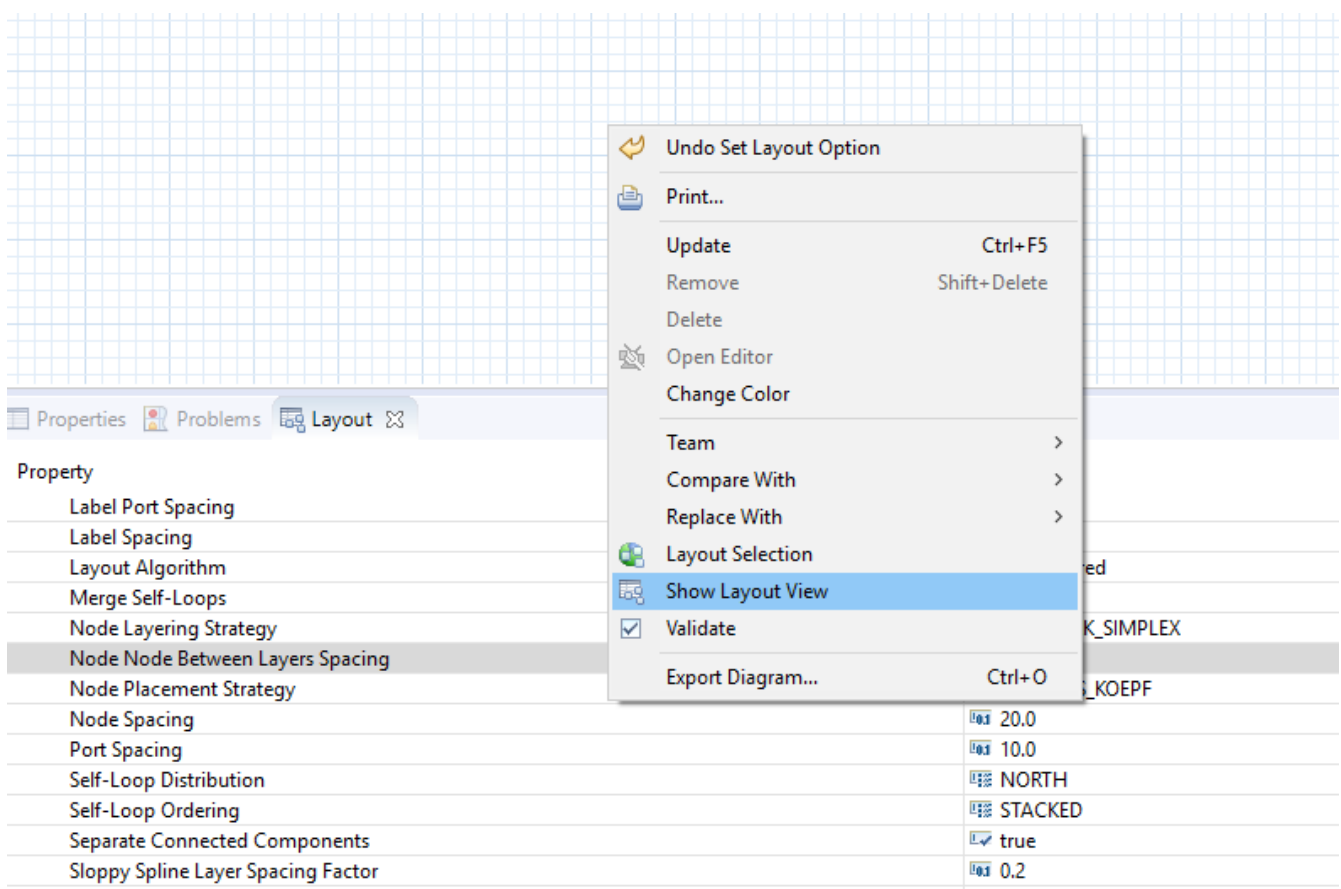 Undo Set Layout Option
Print...
Update Ctrl+F5
Remove Shift+Delete
Delete
Open Editor
Change Color
Team
Compare With
Replace With
Layout Selection
Show Layout View
Validate
Export Diagram... Ctrl+O
Properties Problems Layout
Property
Label Port Spacing
Label Spacing
Layout Algorithm red
Merge Self-Loops
Node Layering Strategy K_SIMPLEX
Node Node Between Layers Spacing
Node Placement Strategy _KOEPF
Node Spacing 20.0
Port Spacing 10.0
Self-Loop Distribution NORTH
Self-Loop Ordering STACKED
Separate Connected Components true
Sloppy Spline Layer Spacing Factor 0.2